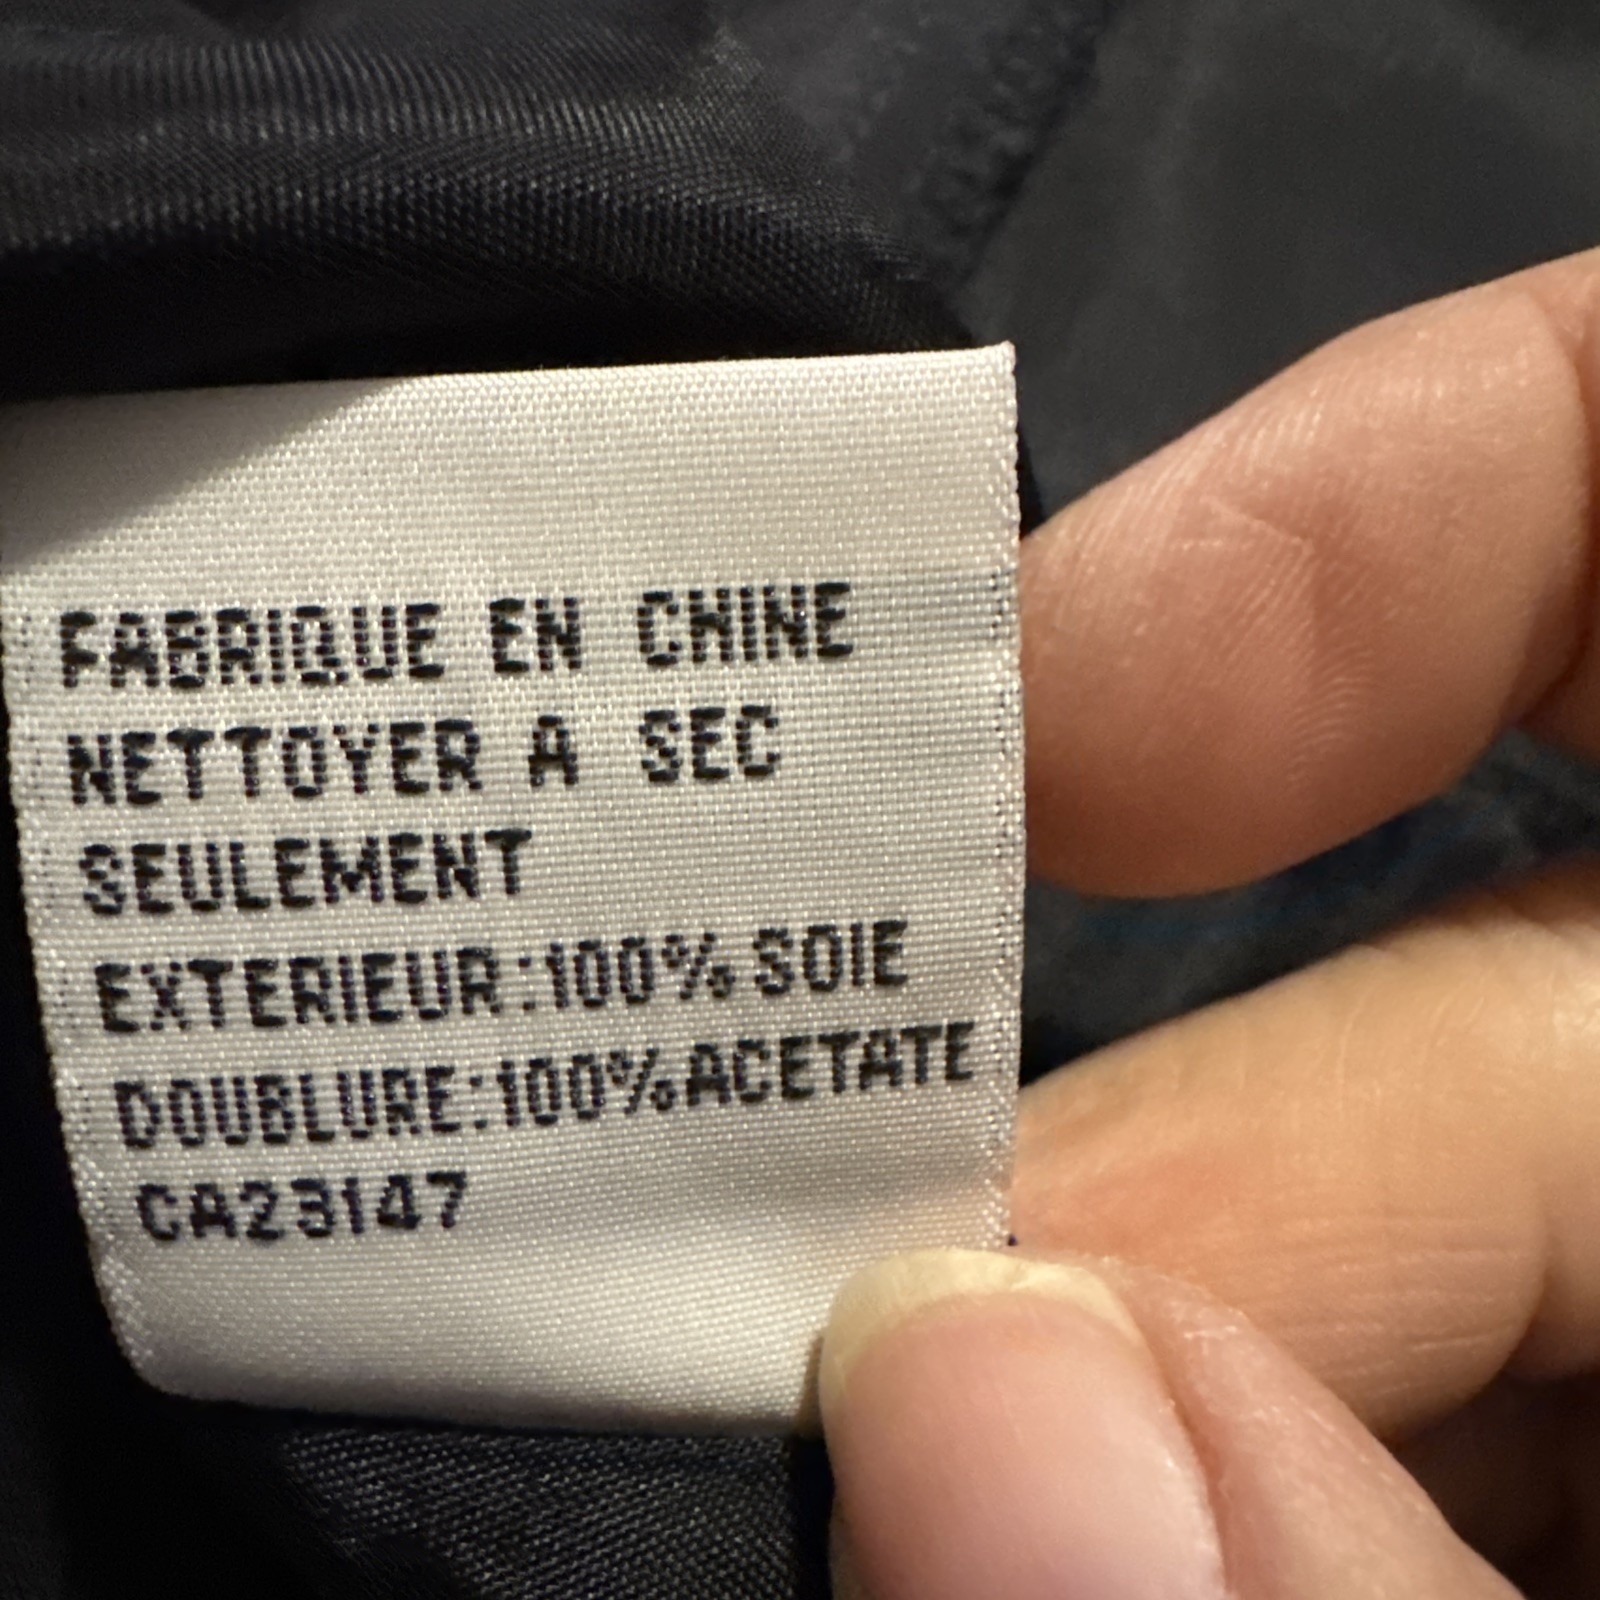 FABRIQUE EN CHINE
NETTOYER A SEC
SEULEMENT
EXTERIEUR:100% SOIE
DOUBLURE:100% ACETATE
CA23147